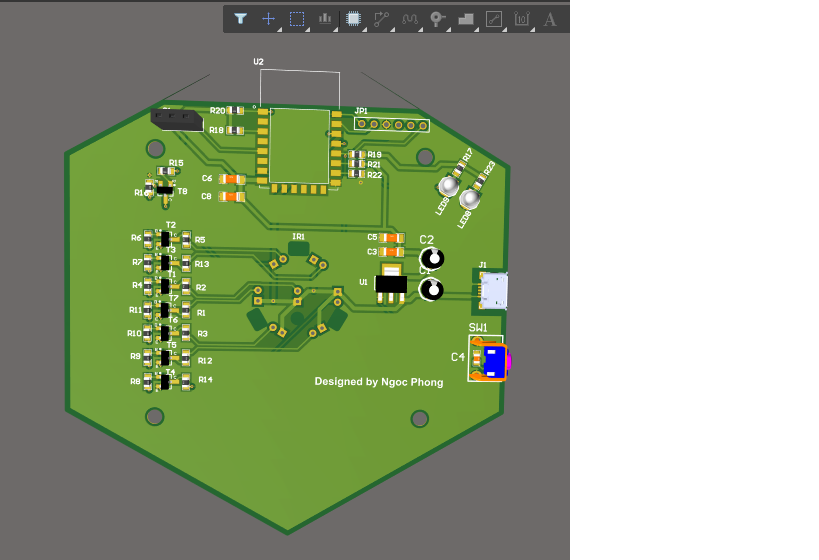 U2
R20
JP1
R18
R19
R21
R22
R17
R23
R15
C6
C8
T8
LED9
LED8
T2
R6
R5
IR1
C5
C2
T3
C3
R7
R13
J1
T1
R4
R2
U1
T7
R11
R1
T6
SW1
R10
R3
T5
R9
R12
C4
T4
R8
R14
Designed by Ngoc Phong
10
A